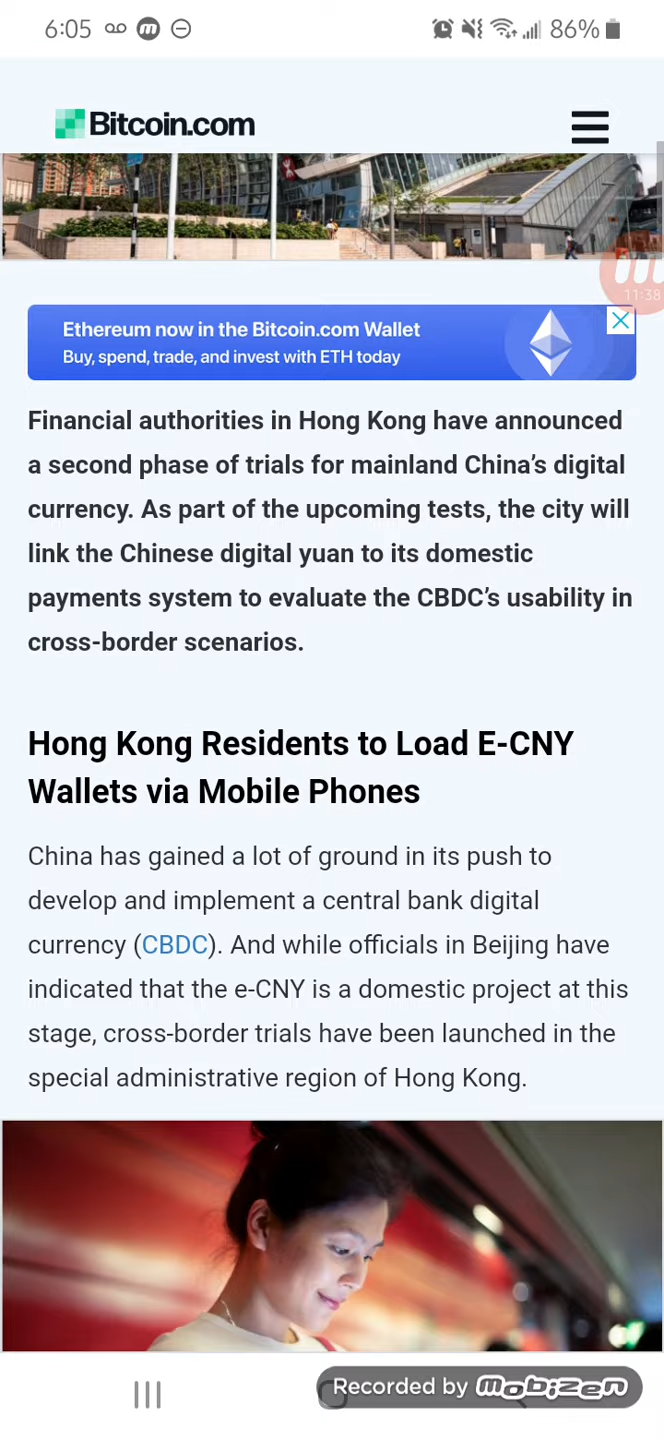 6:05 86%
Bitcoin.com
11:38
Ethereum now in the Bitcoin.com Wallet
Buy, spend, trade, and invest with ETH today
Financial authorities in Hong Kong have announced
a second phase of trials for mainland China’s digital
currency. As part of the upcoming tests, the city will
link the Chinese digital yuan to its domestic
payments system to evaluate the CBDC’s usability in
cross-border scenarios.
Hong Kong Residents to Load E-CNY
Wallets via Mobile Phones
China has gained a lot of ground in its push to
develop and implement a central bank digital
currency (CBDC). And while officials in Beijing have
indicated that the e-CNY is a domestic project at this
stage, cross-border trials have been launched in the
special administrative region of Hong Kong.
Recorded by mobizen